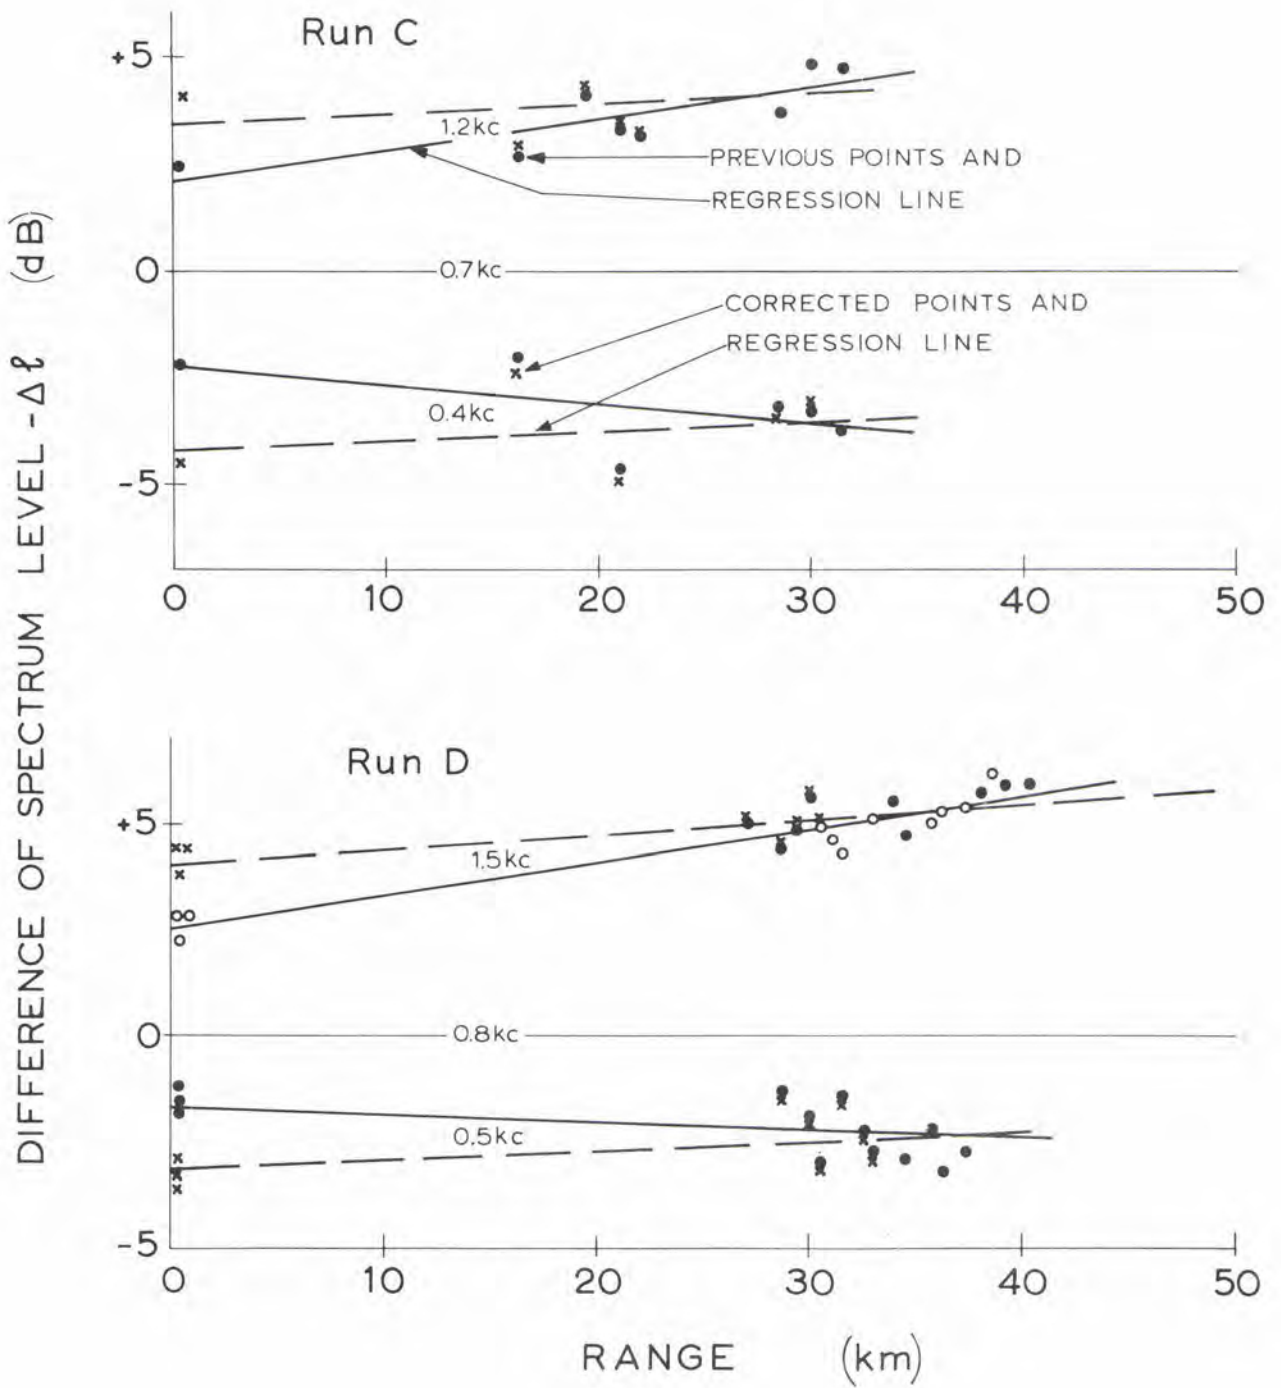 Run C
+5
1.2kc
PREVIOUS POINTS AND
REGRESSION LINE
0
0.7kc
CORRECTED POINTS AND
REGRESSION LINE
0.4kc
-5
0 10 20 30 40 50
DIFFERENCE OF SPECTRUM LEVEL - Δℓ (dB)
Run D
+5
1.5kc
0
0.8kc
0.5kc
-5
0 10 20 30 40 50
RANGE (km)